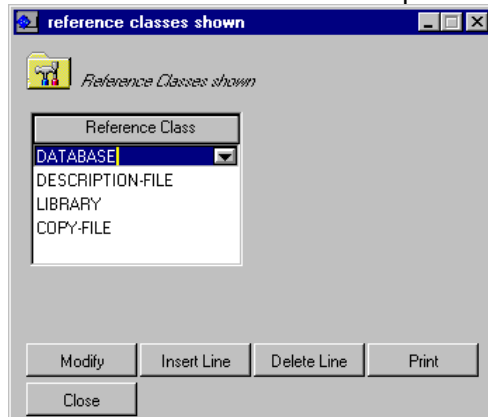 reference classes shown
Reference Classes shown
Reference Class
DATABASE
DESCRIPTION-FILE
LIBRARY
COPY-FILE
Modify Insert Line Delete Line Print
Close